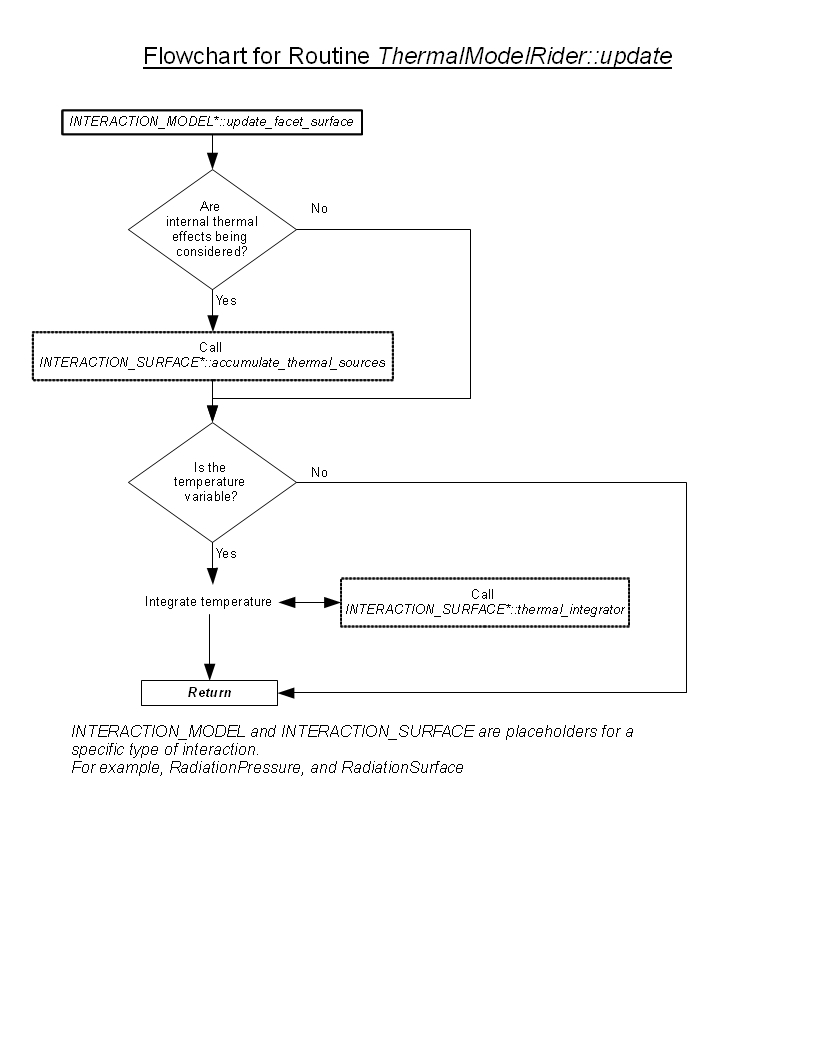 Flowchart for Routine ThermalModelRider::update
INTERACTION_MODEL*::update_facet_surface
Are
internal thermal
effects being
considered?
No
Yes
Call
INTERACTION_SURFACE*::accumulate_thermal_sources
Is the
temperature
variable?
No
Yes
Integrate temperature
Call
INTERACTION_SURFACE*::thermal_integrator
Return
INTERACTION_MODEL and INTERACTION_SURFACE are placeholders for a
specific type of interaction.
For example, RadiationPressure, and RadiationSurface